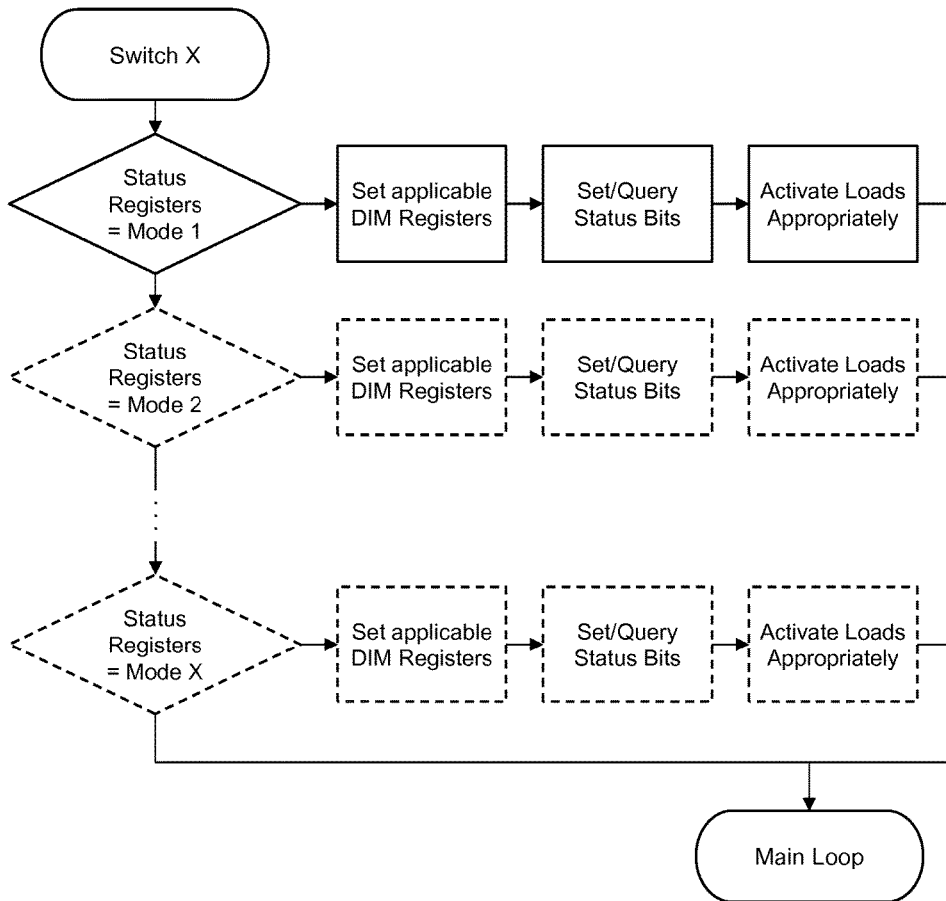 Switch X
Status
Registers
= Mode 1
Set applicable
DIM Registers
Set/Query
Status Bits
Activate Loads
Appropriately
Status
Registers
= Mode 2
Set applicable
DIM Registers
Set/Query
Status Bits
Activate Loads
Appropriately
Status
Registers
= Mode X
Set applicable
DIM Registers
Set/Query
Status Bits
Activate Loads
Appropriately
Main Loop